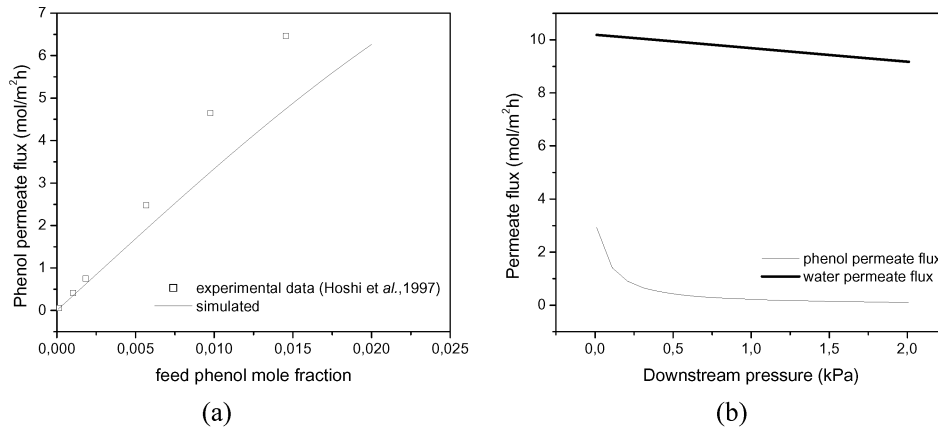 7
6
5
4
3
2
1
0
Phenol permeate flux (mol/m²h)
experimental data (Hoshi et al.,1997)
simulated
0,000 0,005 0,010 0,015 0,020 0,025
feed phenol mole fraction
(a)
10
8
6
4
2
0
Permeate flux (mol/m²h)
phenol permeate flux
water permeate flux
0,0 0,5 1,0 1,5 2,0
Downstream pressure (kPa)
(b)